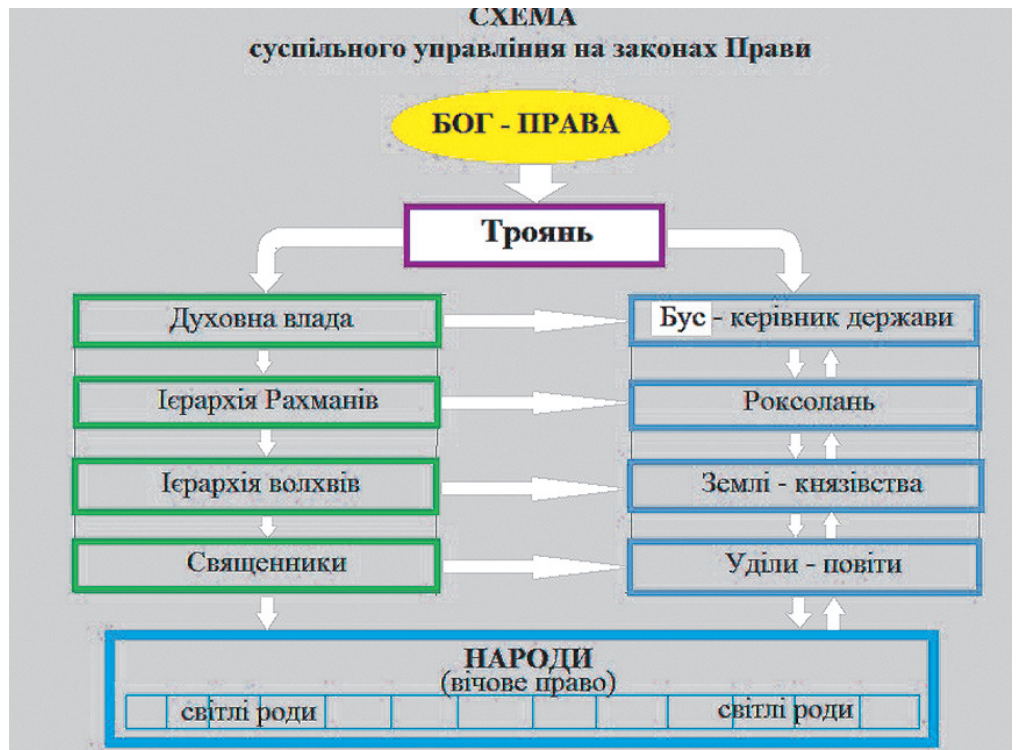 СХЕМА
суспільного управління на законах Прави
БОГ - ПРАВА
Троянь
Духовна влада
Бус - керівник держави
Ієрархія Рахманів
Роксолань
Ієрархія волхвів
Землі - князівства
Священники
Уділи - повіти
НАРОДИ
(вічове право)
світлі роди
світлі роди